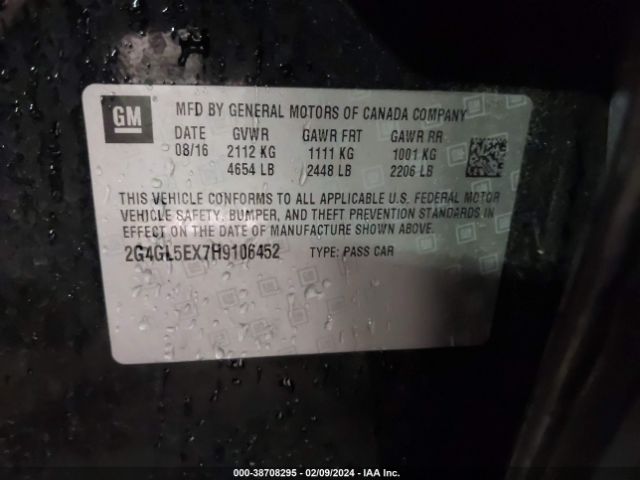 GM
MFD BY GENERAL MOTORS OF CANADA COMPANY
DATE GVWR GAWR FRT GAWR RR
08/16 2112 KG 1111 KG 1001 KG
4654 LB 2448 LB 2206 LB
THIS VEHICLE CONFORMS TO ALL APPLICABLE U.S. FEDERAL MOTOR
VEHICLE SAFETY, BUMPER, AND THEFT PREVENTION STANDARDS IN
EFFECT ON THE DATE OF MANUFACTURE SHOWN ABOVE.
2G4GL5EX7H9106452 TYPE: PASS CAR
000-38708295 - 02/09/2024 - IAA Inc.